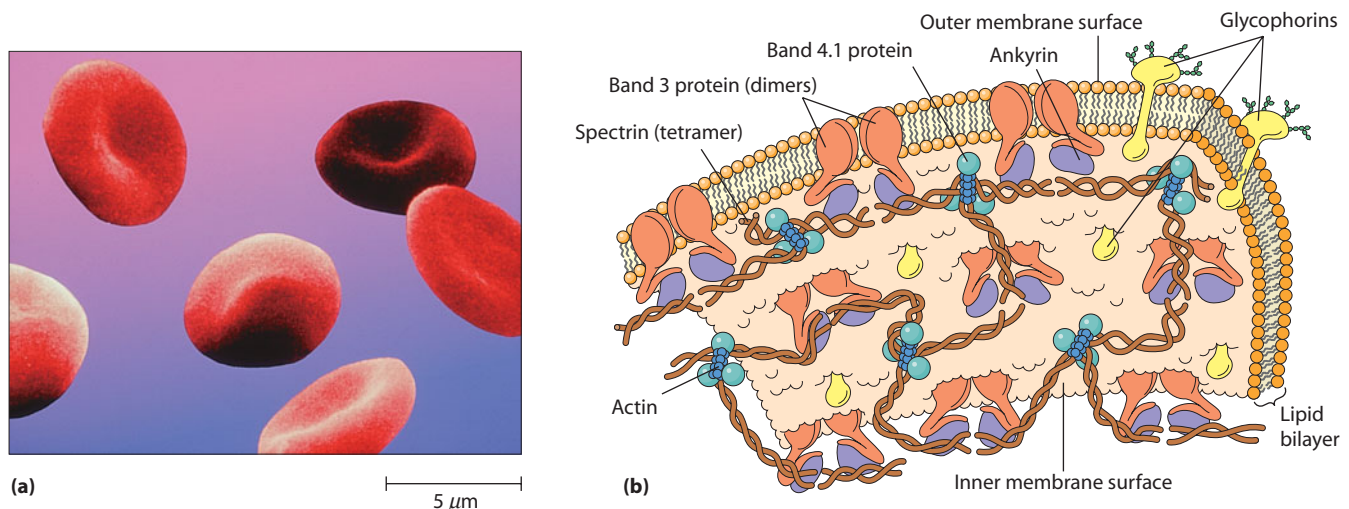 Outer membrane surface
Glycophorins
Band 4.1 protein
Ankyrin
Band 3 protein (dimers)
Spectrin (tetramer)
Actin
Lipid
bilayer
Inner membrane surface
(a)
5 μm
(b)